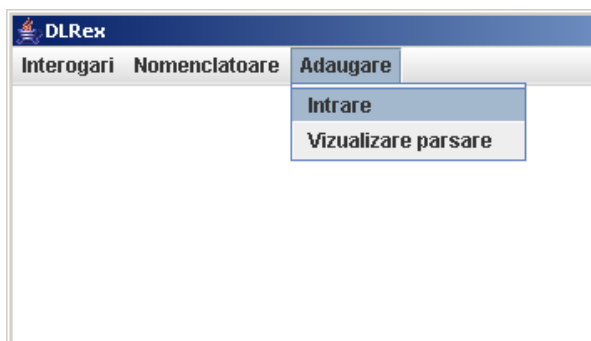 DLRex
Interogari Nomenclatoare Adaugare
Intrare
Vizualizare parsare